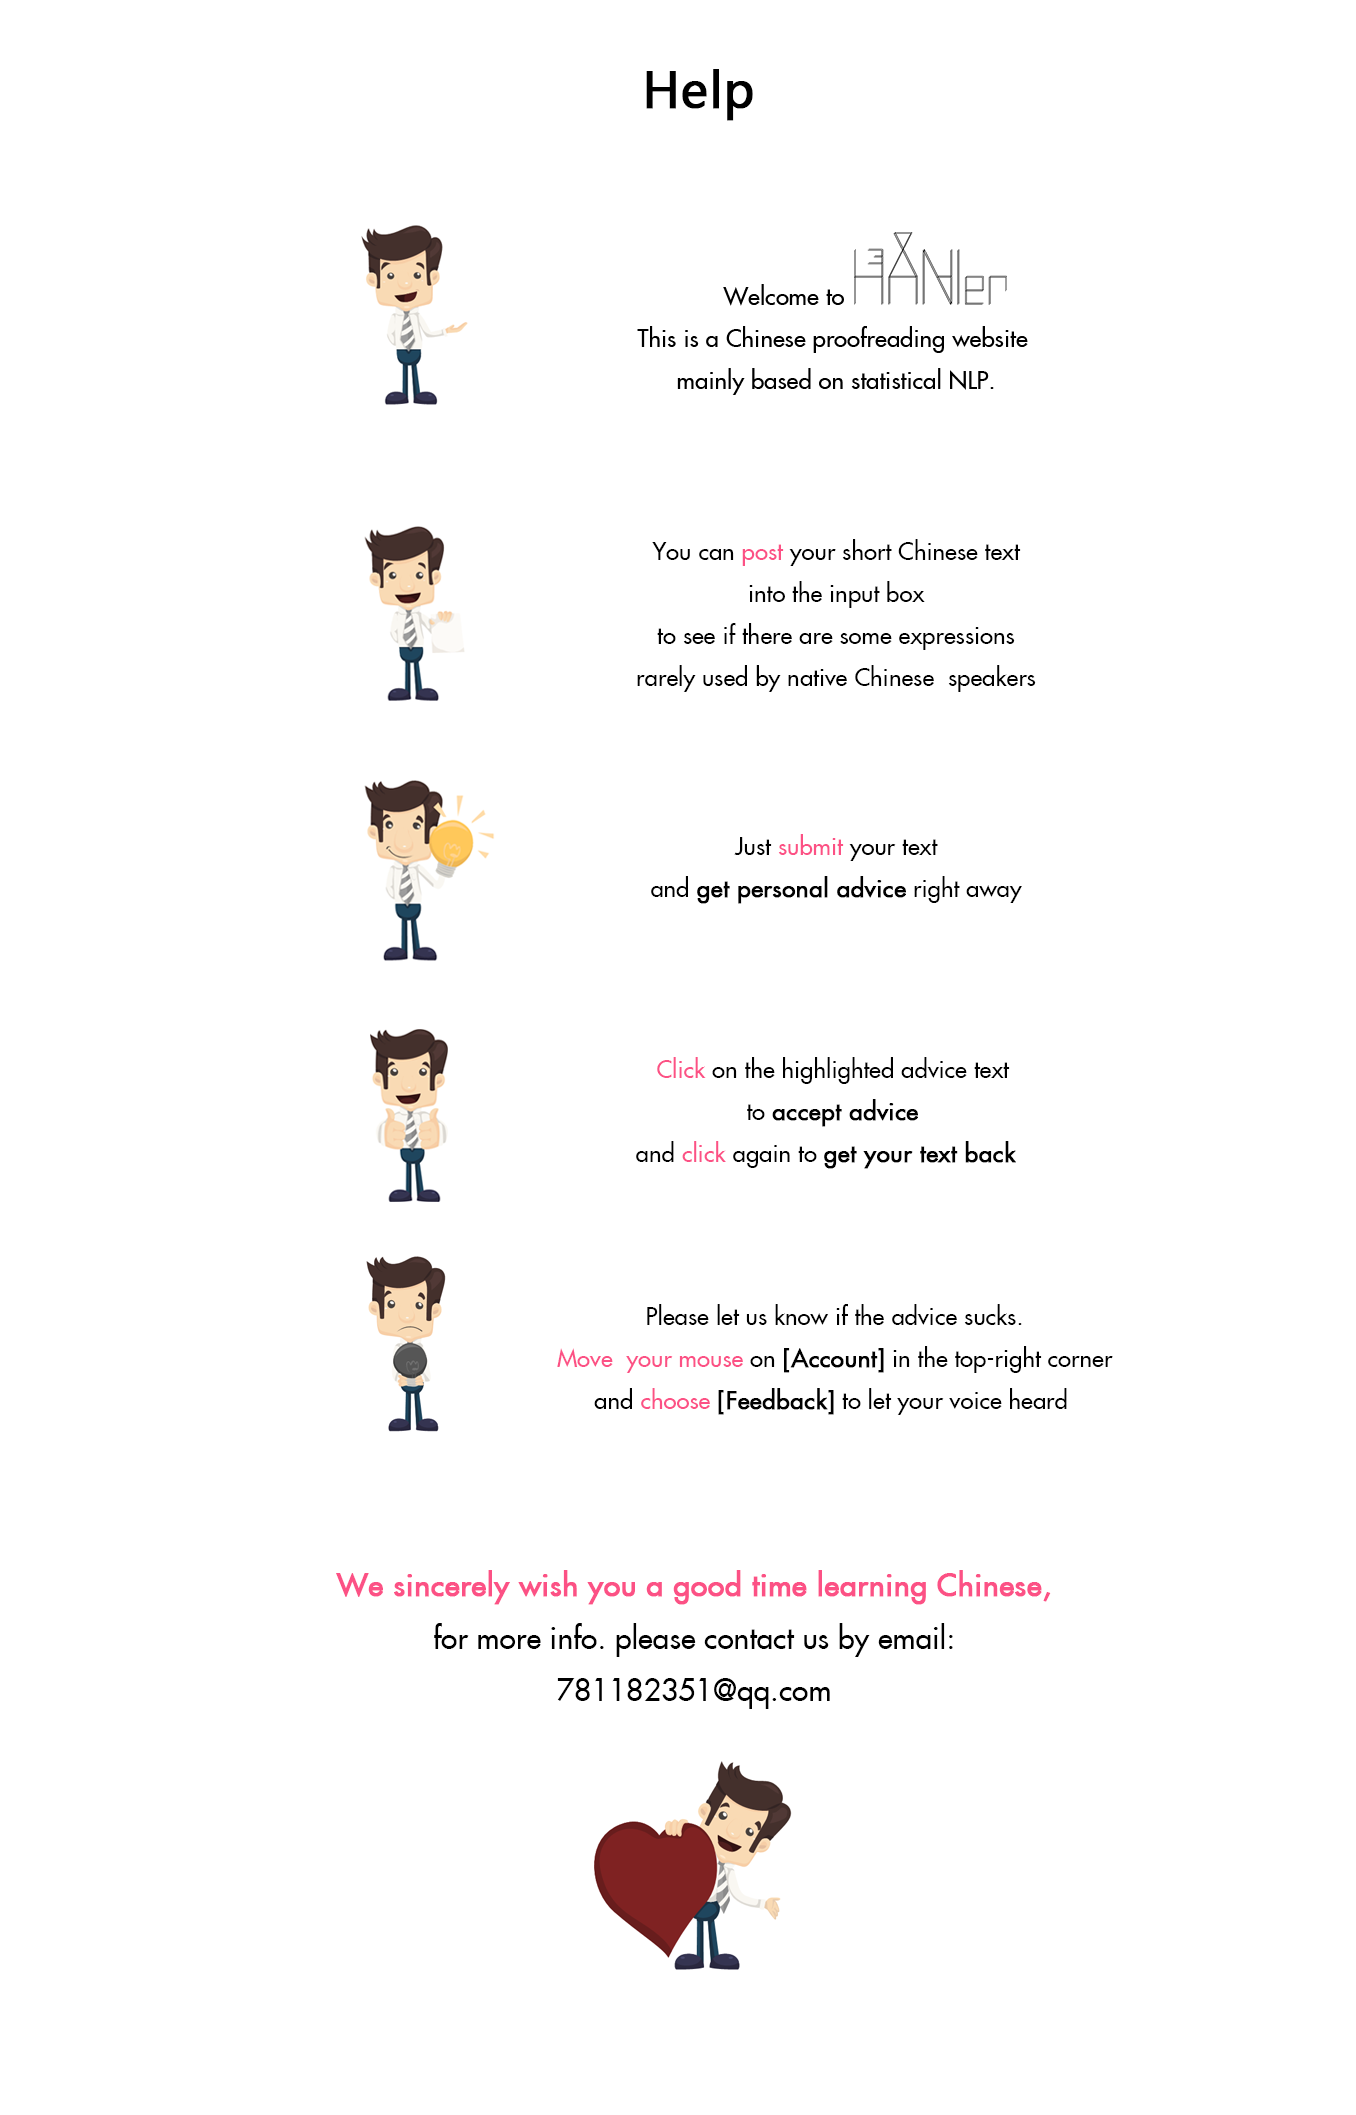 Help
Welcome to HANler
This is a Chinese proofreading website
mainly based on statistical NLP.
You can post your short Chinese text
into the input box
to see if there are some expressions
rarely used by native Chinese  speakers
Just submit your text
and get personal advice right away
Click on the highlighted advice text
to accept advice
and click again to get your text back
Please let us know if the advice sucks.
Move  your mouse on [Account] in the top-right corner
and choose [Feedback] to let your voice heard
We sincerely wish you a good time learning Chinese,
for more info. please contact us by email:
781182351@qq.com